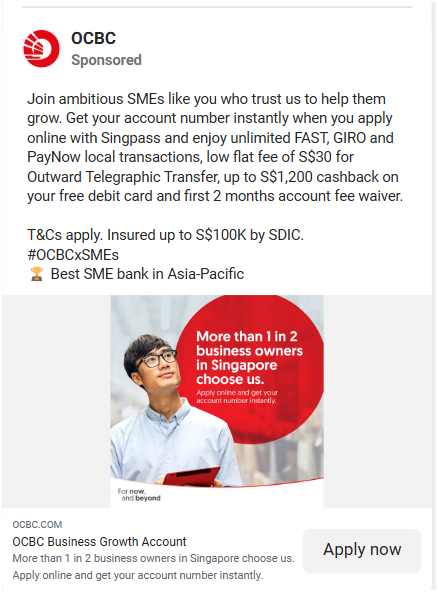 OCBC
Sponsored
Join ambitious SMEs like you who trust us to help them
grow. Get your account number instantly when you apply
online with Singpass and enjoy unlimited FAST, GIRO and
PayNow local transactions, low flat fee of S$30 for
Outward Telegraphic Transfer, up to S$1,200 cashback on
your free debit card and first 2 months account fee waiver.
T&Cs apply. Insured up to S$100K by SDIC.
#OCBCxSMEs
🏆 Best SME bank in Asia-Pacific
More than 1 in 2
business owners
in Singapore
choose us.
Apply online and get your
account number instantly.
For now,
and beyond
OCBC.COM
OCBC Business Growth Account
More than 1 in 2 business owners in Singapore choose us.
Apply online and get your account number instantly.
Apply now